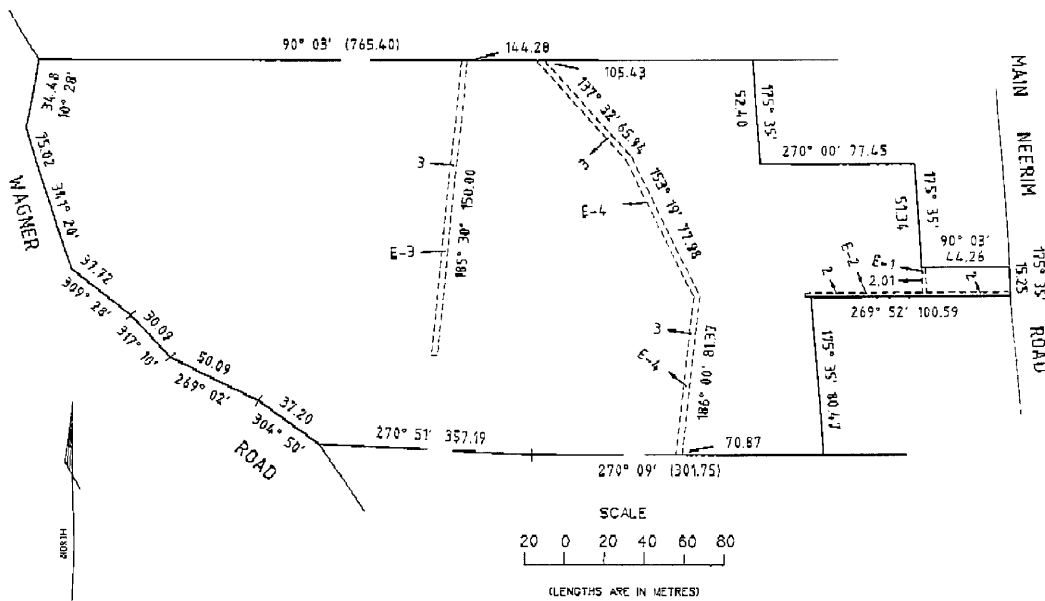 90° 03' (765.40)
144.28
105.43
34.48
10° 28'
75.02
341° 20'
WAGNER
37.72
309° 28'
30.08
317° 10'
50.09
269° 02'
37.20
304° 50'
ROAD
270° 51' 357.19
270° 09' (301.75)
70.87
3
E-3
185° 30' 150.00
137° 32' 65.94
3
153° 19' 77.98
E-4
3
E-4
186° 00' 81.37
175° 35'
52.40
270° 00' 77.45
175° 35'
51.34
90° 03'
44.26
E-1
E-2
2
2.01
2
269° 52' 100.59
175° 35' 80.47
175° 35'
15.25
MAIN NEERIM ROAD
NORTH
SCALE
20 0 20 40 60 80
(LENGTHS ARE IN METRES)